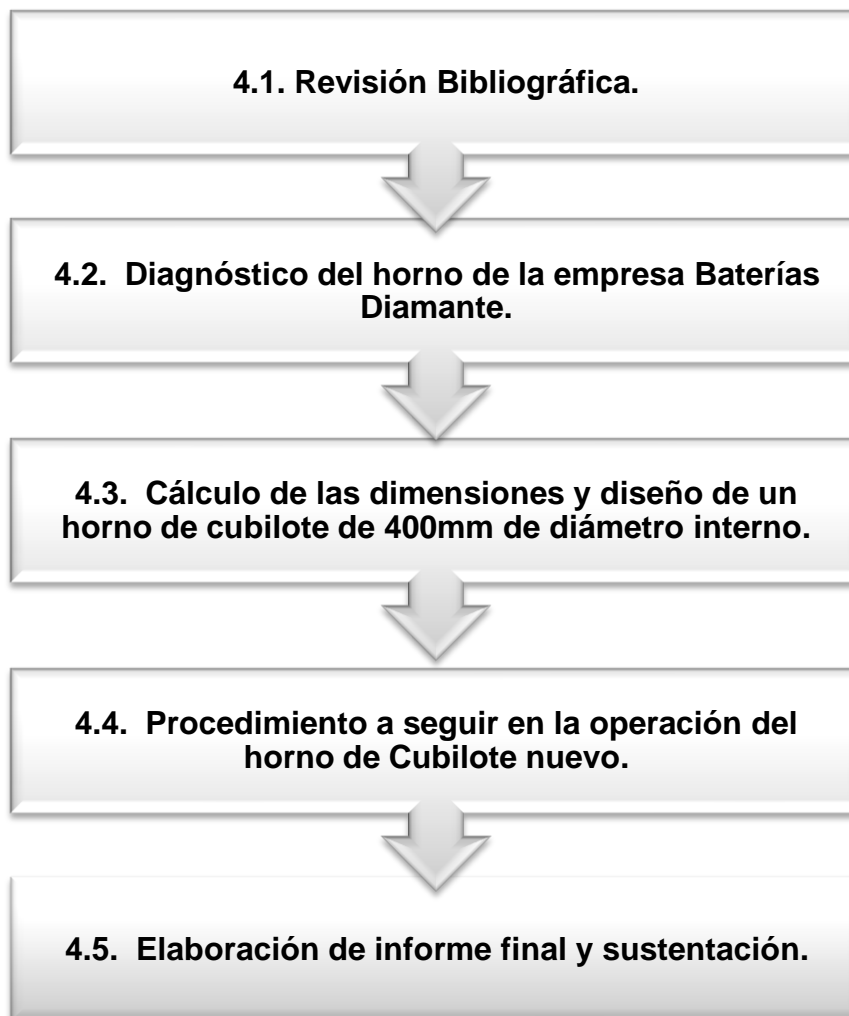 4.1. Revisión Bibliográfica.
4.2. Diagnóstico del horno de la empresa Baterías
Diamante.
4.3. Cálculo de las dimensiones y diseño de un
horno de cubilote de 400mm de diámetro interno.
4.4. Procedimiento a seguir en la operación del
horno de Cubilote nuevo.
4.5. Elaboración de informe final y sustentación.